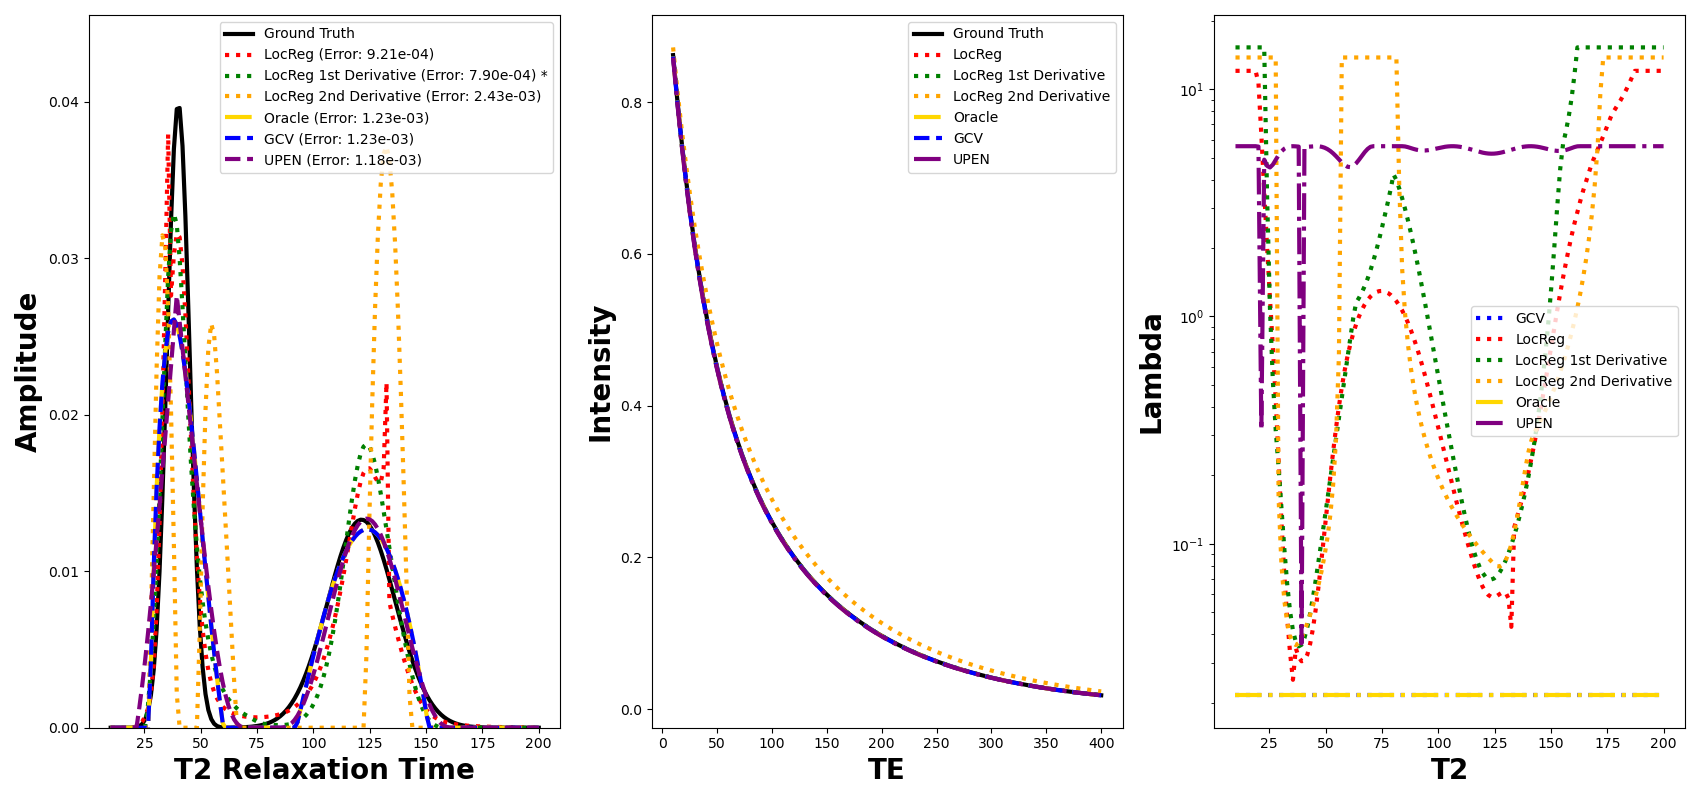 Ground Truth
LocReg (Error: 9.21e-04)
LocReg 1st Derivative (Error: 7.90e-04) *
LocReg 2nd Derivative (Error: 2.43e-03)
Oracle (Error: 1.23e-03)
GCV (Error: 1.23e-03)
UPEN (Error: 1.18e-03)
0.04
0.03
0.02
0.01
0.00
Amplitude
25
50
75
100
125
150
175
200
T2 Relaxation Time
Ground Truth
LocReg
LocReg 1st Derivative
LocReg 2nd Derivative
Oracle
GCV
UPEN
0.8
0.6
0.4
0.2
0.0
Intensity
0
50
100
150
200
250
300
350
400
TE
10¹
10⁰
10⁻¹
Lambda
GCV
LocReg
LocReg 1st Derivative
LocReg 2nd Derivative
Oracle
UPEN
25
50
75
100
125
150
175
200
T2